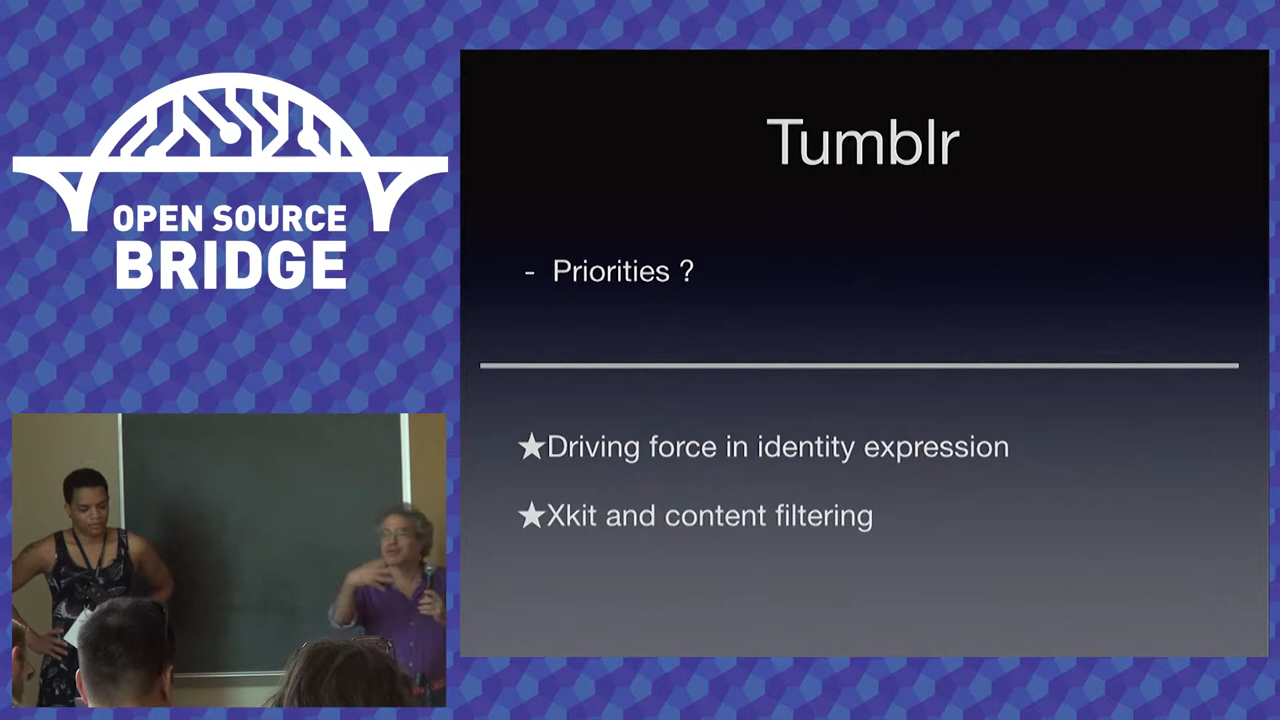 OPEN SOURCE
BRIDGE
Tumblr
- Priorities ?
★Driving force in identity expression
★Xkit and content filtering